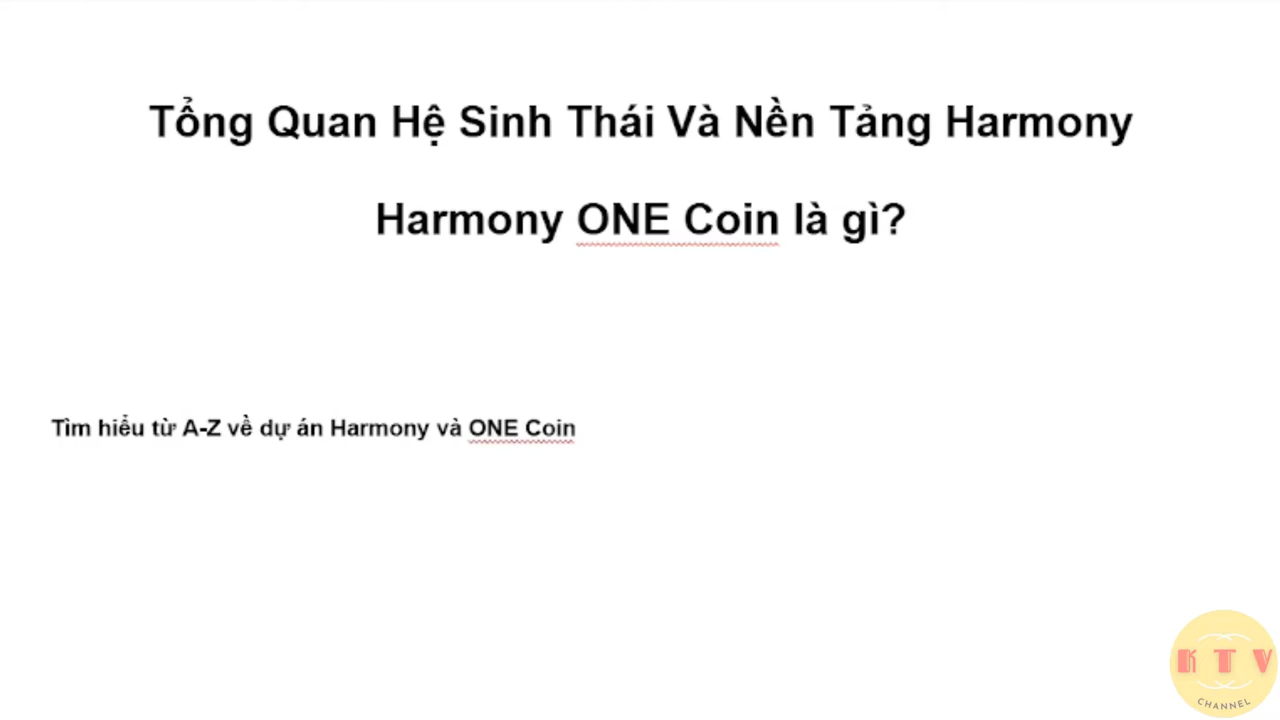 Tổng Quan Hệ Sinh Thái Và Nền Tảng Harmony
Harmony ONE Coin là gì?
Tìm hiểu từ A-Z về dự án Harmony và ONE Coin
KTV
CHANNEL